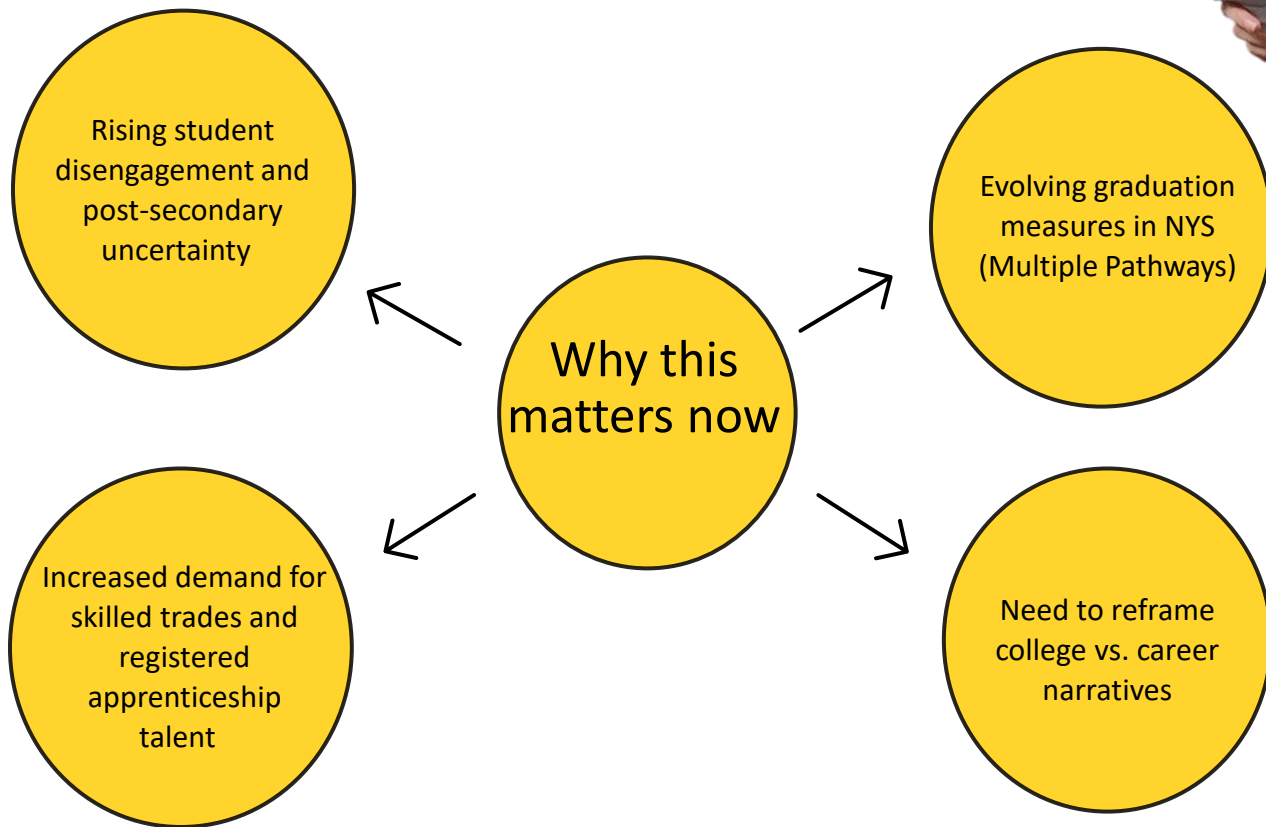 Rising student
disengagement and
post-secondary
uncertainty
Evolving graduation
measures in NYS
(Multiple Pathways)
Why this
matters now
Increased demand for
skilled trades and
registered
apprenticeship
talent
Need to reframe
college vs. career
narratives